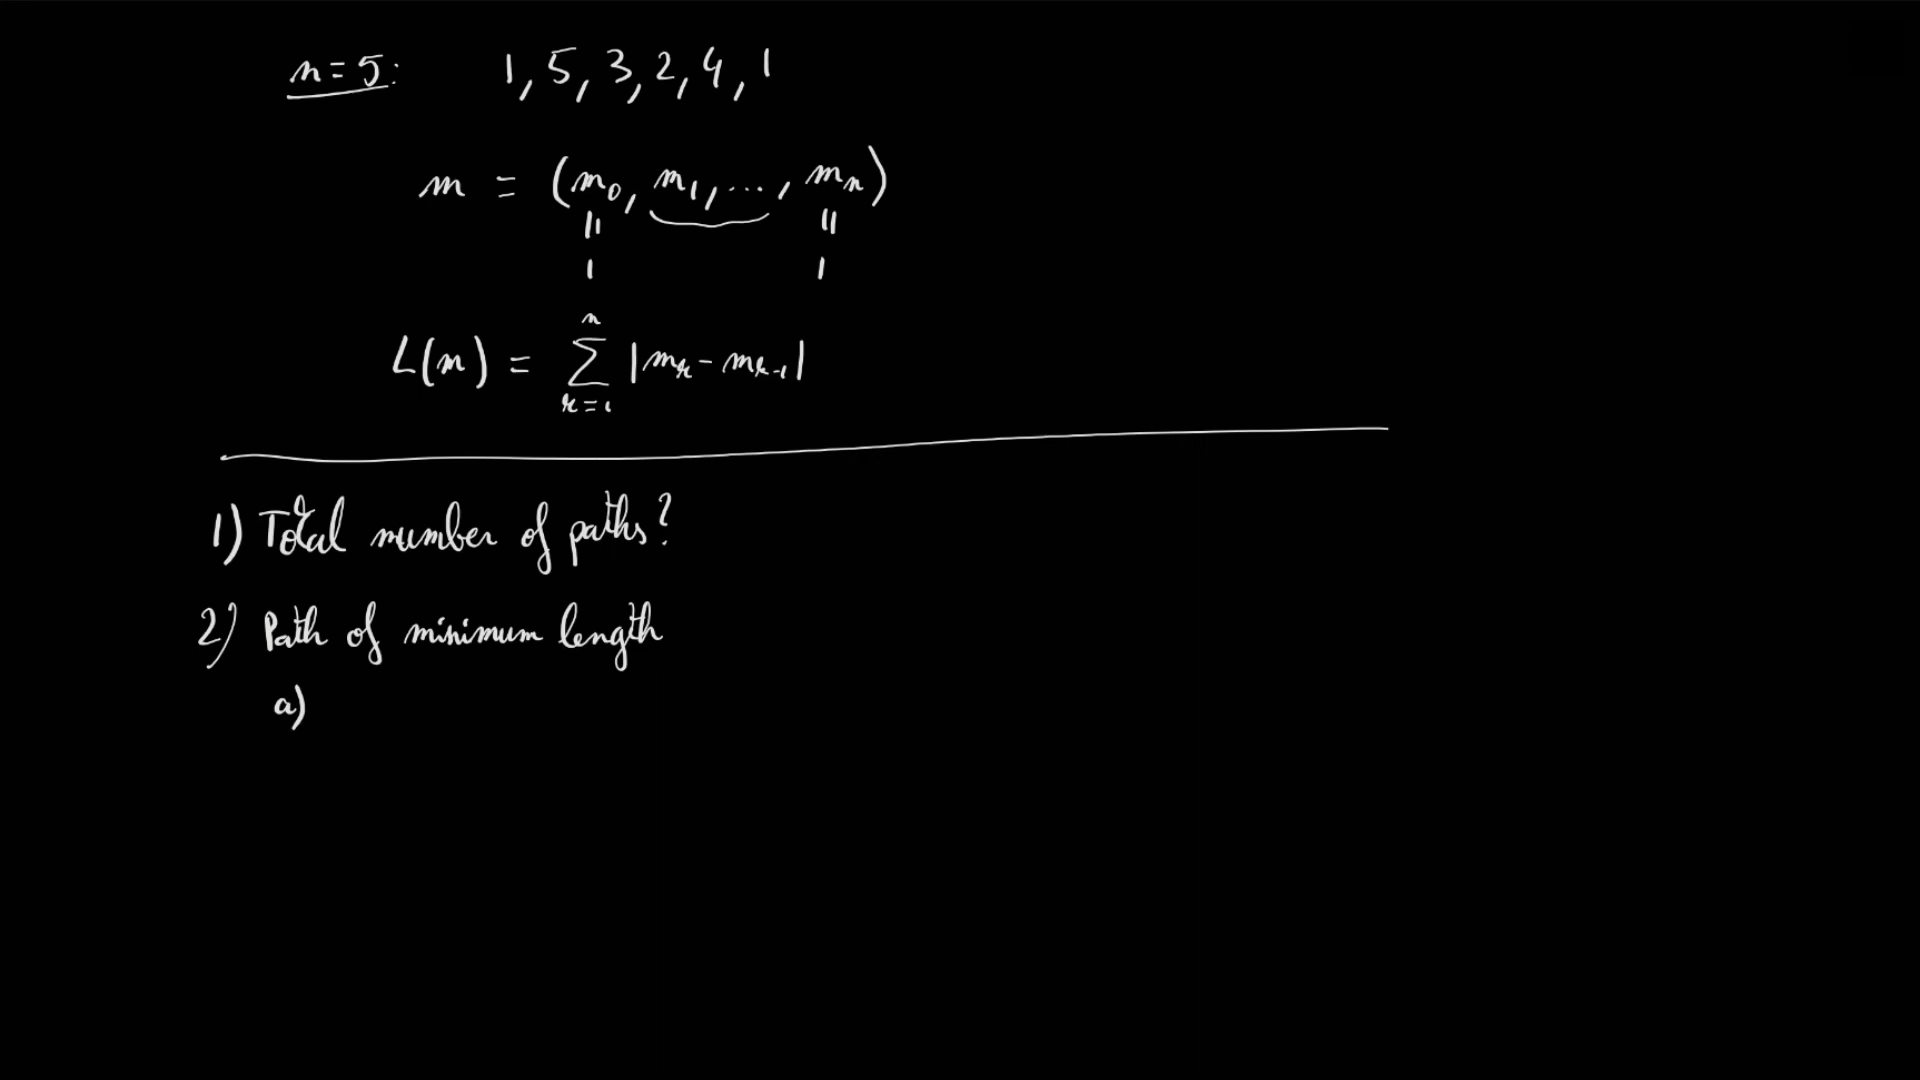 n=5: 1, 5, 3, 2, 4, 1
m = (m₀, m₁, ..., mₙ)
|| ||
1 1
n
L(m) = ∑ |mₖ - mₖ₋₁|
k=1
1) Total number of paths?
2) Path of minimum length
a)